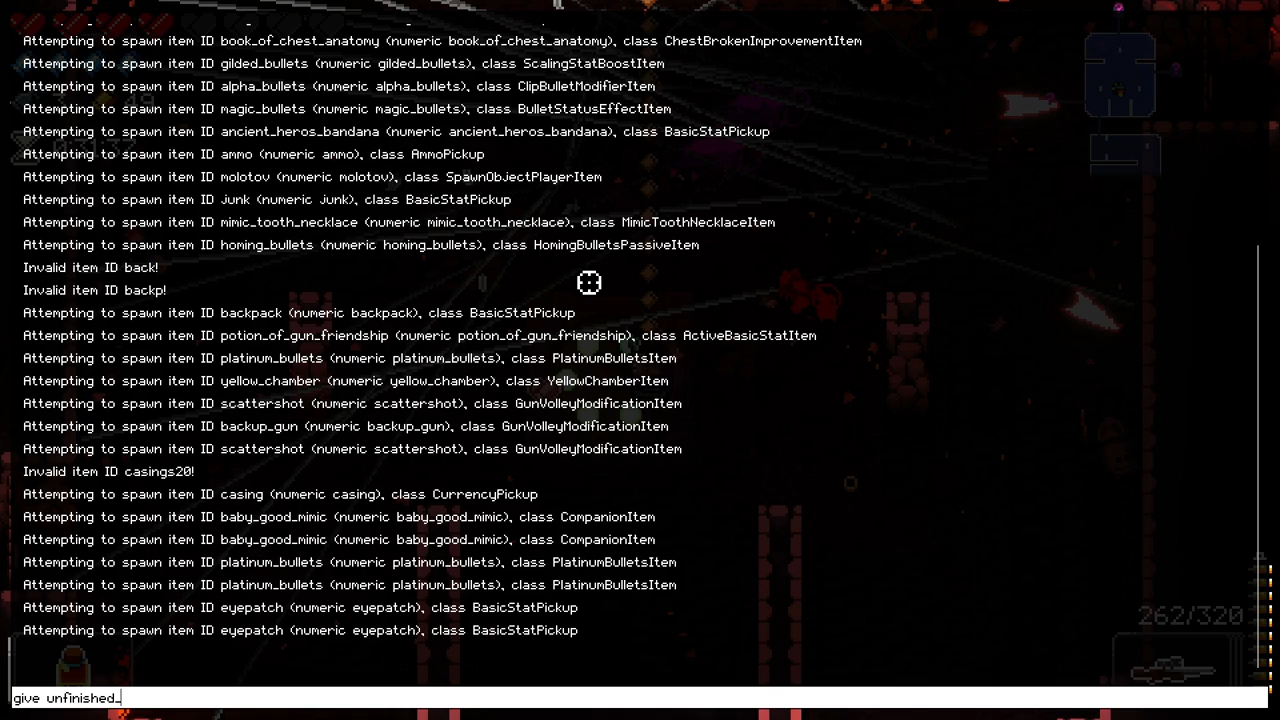 Attempting to spawn item ID book_of_chest_anatomy (numeric book_of_chest_anatomy), class ChestBrokenImprovementItem
Attempting to spawn item ID gilded_bullets (numeric gilded_bullets), class ScalingStatBoostItem
Attempting to spawn item ID alpha_bullets (numeric alpha_bullets), class ClipBulletModifierItem
Attempting to spawn item ID magic_bullets (numeric magic_bullets), class BulletStatusEffectItem
Attempting to spawn item ID ancient_heros_bandana (numeric ancient_heros_bandana), class BasicStatPickup
Attempting to spawn item ID ammo (numeric ammo), class AmmoPickup
Attempting to spawn item ID molotov (numeric molotov), class SpawnObjectPlayerItem
Attempting to spawn item ID junk (numeric junk), class BasicStatPickup
Attempting to spawn item ID mimic_tooth_necklace (numeric mimic_tooth_necklace), class MimicToothNecklaceItem
Attempting to spawn item ID homing_bullets (numeric homing_bullets), class HomingBulletsPassiveItem
Invalid item ID back!
Invalid item ID backp!
Attempting to spawn item ID backpack (numeric backpack), class BasicStatPickup
Attempting to spawn item ID potion_of_gun_friendship (numeric potion_of_gun_friendship), class ActiveBasicStatItem
Attempting to spawn item ID platinum_bullets (numeric platinum_bullets), class PlatinumBulletsItem
Attempting to spawn item ID yellow_chamber (numeric yellow_chamber), class YellowChamberItem
Attempting to spawn item ID scattershot (numeric scattershot), class GunVolleyModificationItem
Attempting to spawn item ID backup_gun (numeric backup_gun), class GunVolleyModificationItem
Attempting to spawn item ID scattershot (numeric scattershot), class GunVolleyModificationItem
Invalid item ID casings20!
Attempting to spawn item ID casing (numeric casing), class CurrencyPickup
Attempting to spawn item ID baby_good_mimic (numeric baby_good_mimic), class CompanionItem
Attempting to spawn item ID baby_good_mimic (numeric baby_good_mimic), class CompanionItem
Attempting to spawn item ID platinum_bullets (numeric platinum_bullets), class PlatinumBulletsItem
Attempting to spawn item ID platinum_bullets (numeric platinum_bullets), class PlatinumBulletsItem
Attempting to spawn item ID eyepatch (numeric eyepatch), class BasicStatPickup
262/320
Attempting to spawn item ID eyepatch (numeric eyepatch), class BasicStatPickup
give unfinished_